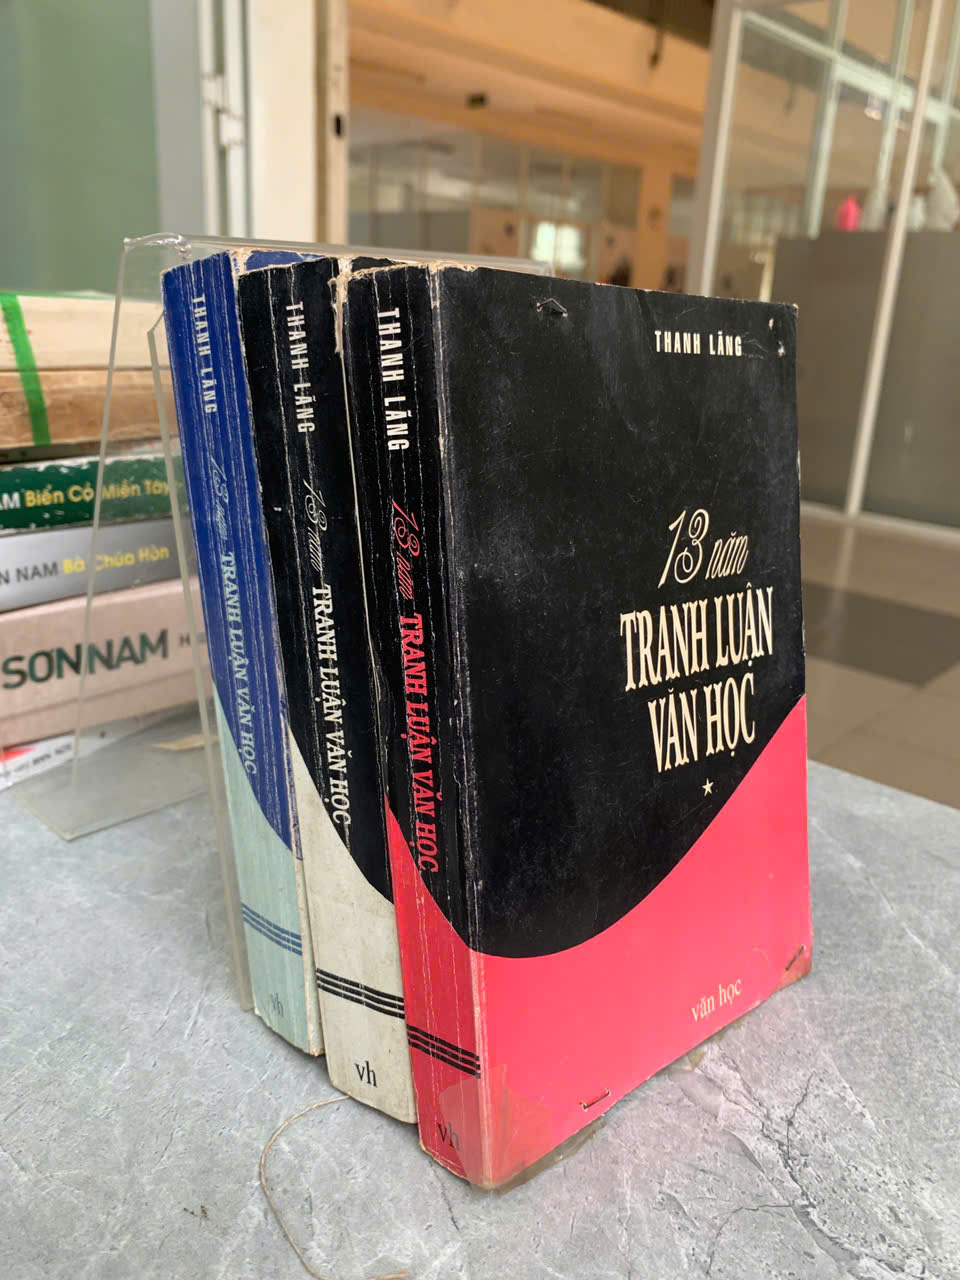 THANH LÃNG
13 năm
TRANH LUẬN
VĂN HỌC
văn học
THANH LÃNG
13 năm TRANH LUẬN VĂN HỌC
vh
THANH LÃNG
13 năm TRANH LUẬN VĂN HỌC
vh
THANH LÃNG
13 năm TRANH LUẬN VĂN HỌC
vh
AM Biển Cỏ Miền Tây
N NAM Bà Chúa Hòn
SƠN NAM H